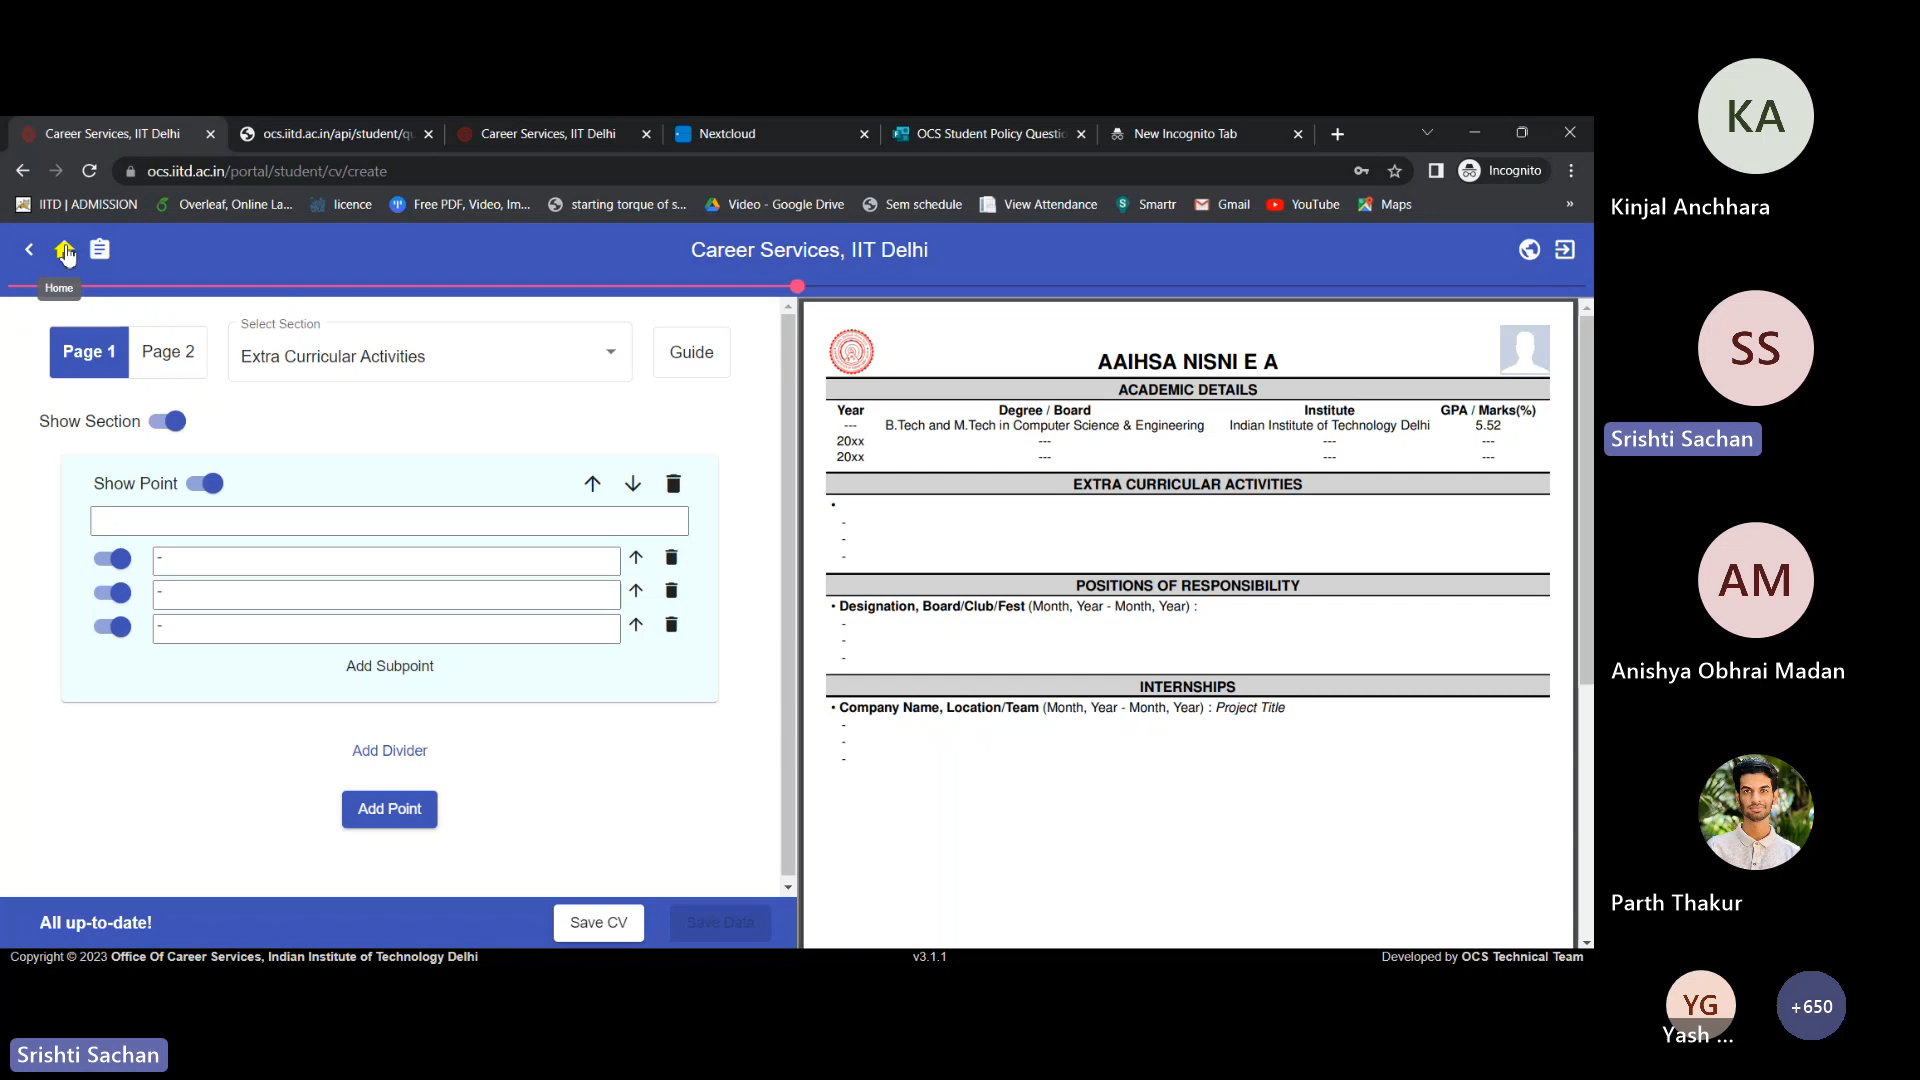 Career Services, IIT Delhi
ocs.iitd.ac.in/api/student/qu
Career Services, IIT Delhi
Nextcloud
OCS Student Policy Questio
New Incognito Tab
ocs.iitd.ac.in/portal/student/cv/create
Incognito
IITD | ADMISSION
Overleaf, Online La...
licence
Free PDF, Video, Im...
starting torque of s...
Video - Google Drive
Sem schedule
View Attendance
Smartr
Gmail
YouTube
Maps
»
Career Services, IIT Delhi
Home
Page 1
Page 2
Select Section
Extra Curricular Activities
Guide
Show Section
Show Point
-
-
-
Add Subpoint
Add Divider
Add Point
All up-to-date!
Save CV
Save Data
AAIHSA NISNI E A
ACADEMIC DETAILS
Year Degree / Board Institute GPA / Marks(%)
--- B.Tech and M.Tech in Computer Science & Engineering Indian Institute of Technology Delhi 5.52
20xx --- --- ---
20xx --- --- ---
EXTRA CURRICULAR ACTIVITIES
•
-
-
-
POSITIONS OF RESPONSIBILITY
• Designation, Board/Club/Fest (Month, Year - Month, Year) :
-
-
-
INTERNSHIPS
• Company Name, Location/Team (Month, Year - Month, Year) : Project Title
-
-
-
Copyright © 2023 Office Of Career Services, Indian Institute of Technology Delhi
v3.1.1
Developed by OCS Technical Team
KA
Kinjal Anchhara
SS
Srishti Sachan
AM
Anishya Obhrai Madan
Parth Thakur
YG
Yash ...
+650
Srishti Sachan